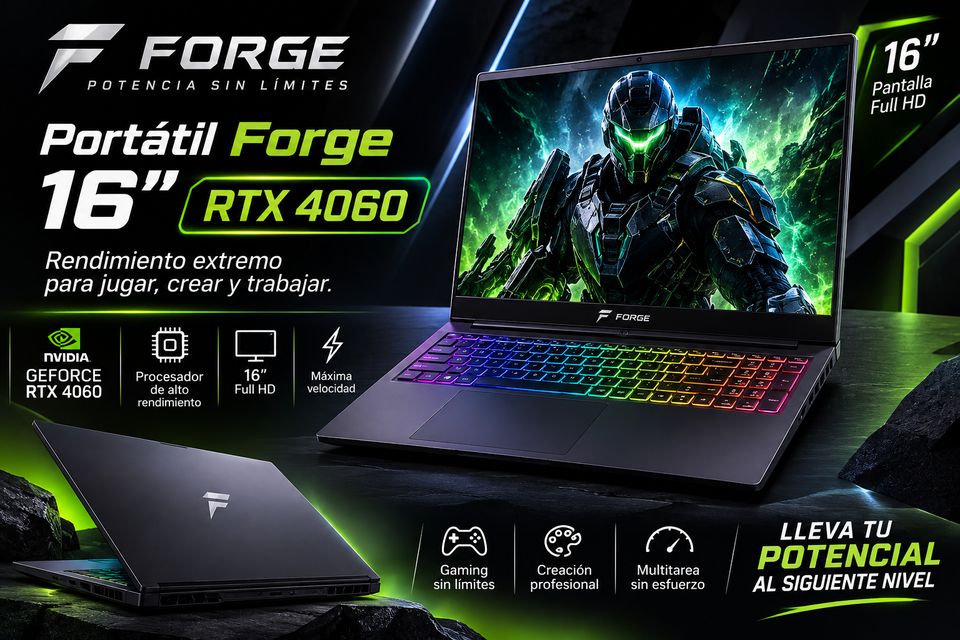 FORGE
POTENCIA SIN LÍMITES
Portátil Forge
16” RTX 4060
Rendimiento extremo
para jugar, crear y trabajar.
NVIDIA
GEFORCE
RTX 4060
Procesador
de alto
rendimiento
16”
Full HD
Máxima
velocidad
16”
Pantalla
Full HD
FORGE
Gaming
sin límites
Creación
profesional
Multitarea
sin esfuerzo
LLEVA TU
POTENCIAL
AL SIGUIENTE NIVEL